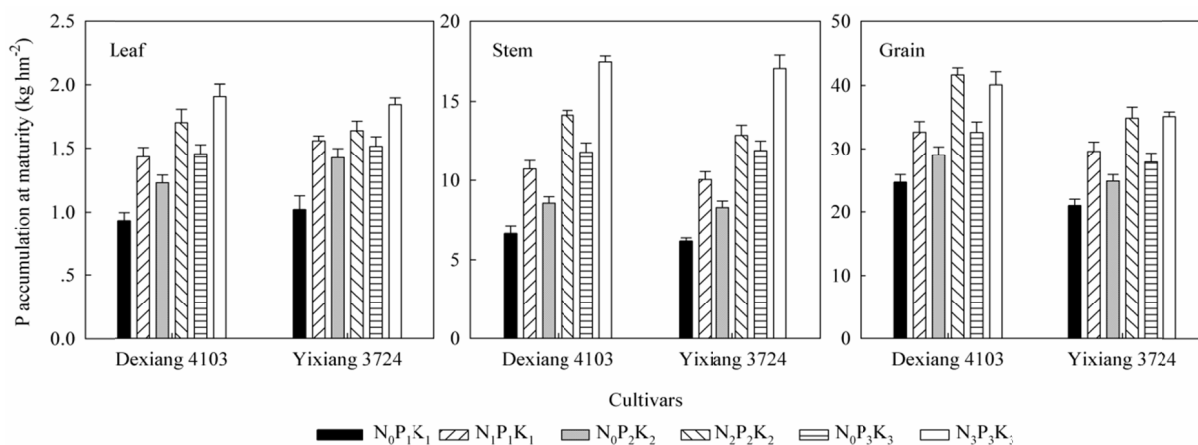 P accumulation at maturity (kg hm⁻²)
2.5
2.0
1.5
1.0
.5
0.0
Leaf
Dexiang 4103 Yixiang 3724
20
15
10
5
0
Stem
Dexiang 4103 Yixiang 3724
50
40
30
20
10
0
Grain
Dexiang 4103 Yixiang 3724
Cultivars
N₀P₁K₁ N₁P₁K₁ N₀P₂K₂ N₂P₂K₂ N₀P₃K₃ N₃P₃K₃